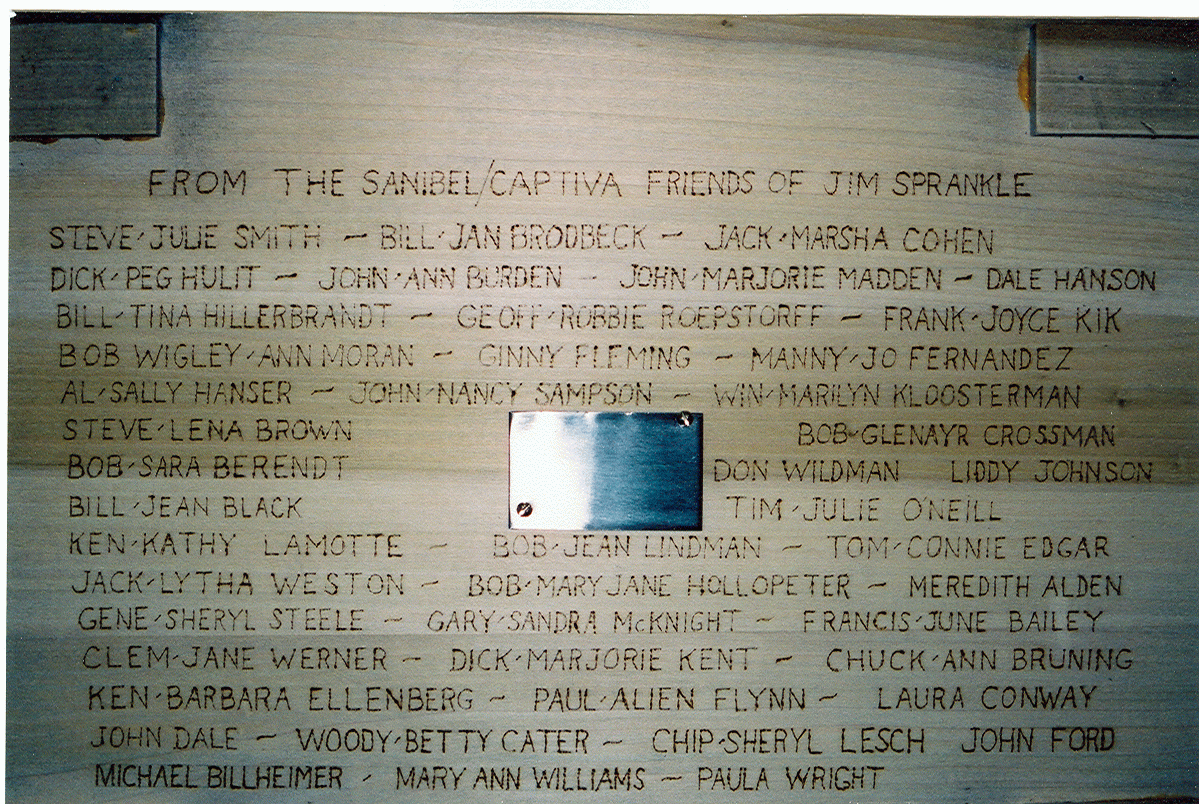 FROM THE SANIBEL/CAPTIVA FRIENDS OF JIM SPRANKLE
STEVE-JULIE SMITH - BILL-JAN BRODBECK - JACK-MARSHA COHEN
DICK-PEG HULIT - JOHN-ANN BURDEN - JOHN-MARJORIE MADDEN - DALE HANSON
BILL-TINA HILLERBRANDT - GEOFF-ROBBIE ROEPSTORFF - FRANK-JOYCE KIK
BOB WIGLEY-ANN MORAN - GINNY FLEMING - MANNY-JO FERNANDEZ
AL-SALLY HANSER - JOHN-NANCY SAMPSON - WIN-MARILYN KLOOSTERMAN
STEVE-LENA BROWN BOB-GLENAYR CROSSMAN
BOB-SARA BERENDT DON WILDMAN LIDDY JOHNSON
BILL-JEAN BLACK TIM-JULIE O'NEILL
KEN-KATHY LAMOTTE - BOB-JEAN LINDMAN - TOM-CONNIE EDGAR
JACK-LYTHA WESTON - BOB-MARY JANE HOLLOPETER - MEREDITH ALDEN
GENE-SHERYL STEELE - GARY-SANDRA McKNIGHT - FRANCIS-JUNE BAILEY
CLEM-JANE WERNER - DICK-MARJORIE KENT - CHUCK-ANN BRUNING
KEN-BARBARA ELLENBERG - PAUL-ALIEN FLYNN - LAURA CONWAY
JOHN DALE - WOODY-BETTY CATER - CHIP-SHERYL LESCH JOHN FORD
MICHAEL BILLHEIMER - MARY ANN WILLIAMS - PAULA WRIGHT